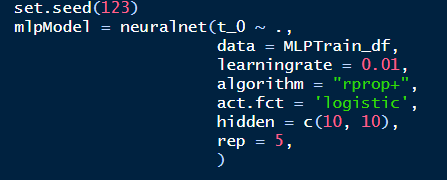 set.seed(123)
mlpModel = neuralnet(t_0 ~ .,
data = MLPTrain_df,
learningrate = 0.01,
algorithm = "rprop+",
act.fct = 'logistic',
hidden = c(10, 10),
rep = 5,
)